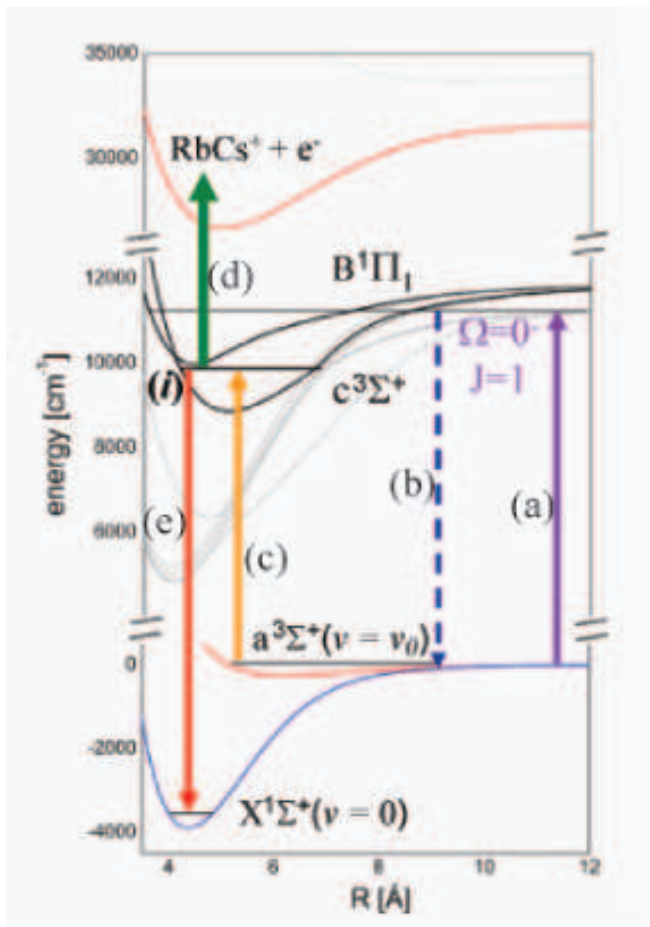 35000
30000
RbCs⁺ + e⁻
(d)
B¹Π₁
12000
10000
Ω=0⁻
J=1
(i)
c³Σ⁺
energy [cm⁻¹]
8000
(b)
(a)
6000
(e)
(c)
a³Σ⁺(v = v₀)
0
-2000
X¹Σ⁺(v = 0)
-4000
4 6 8 10 12
R [Å]